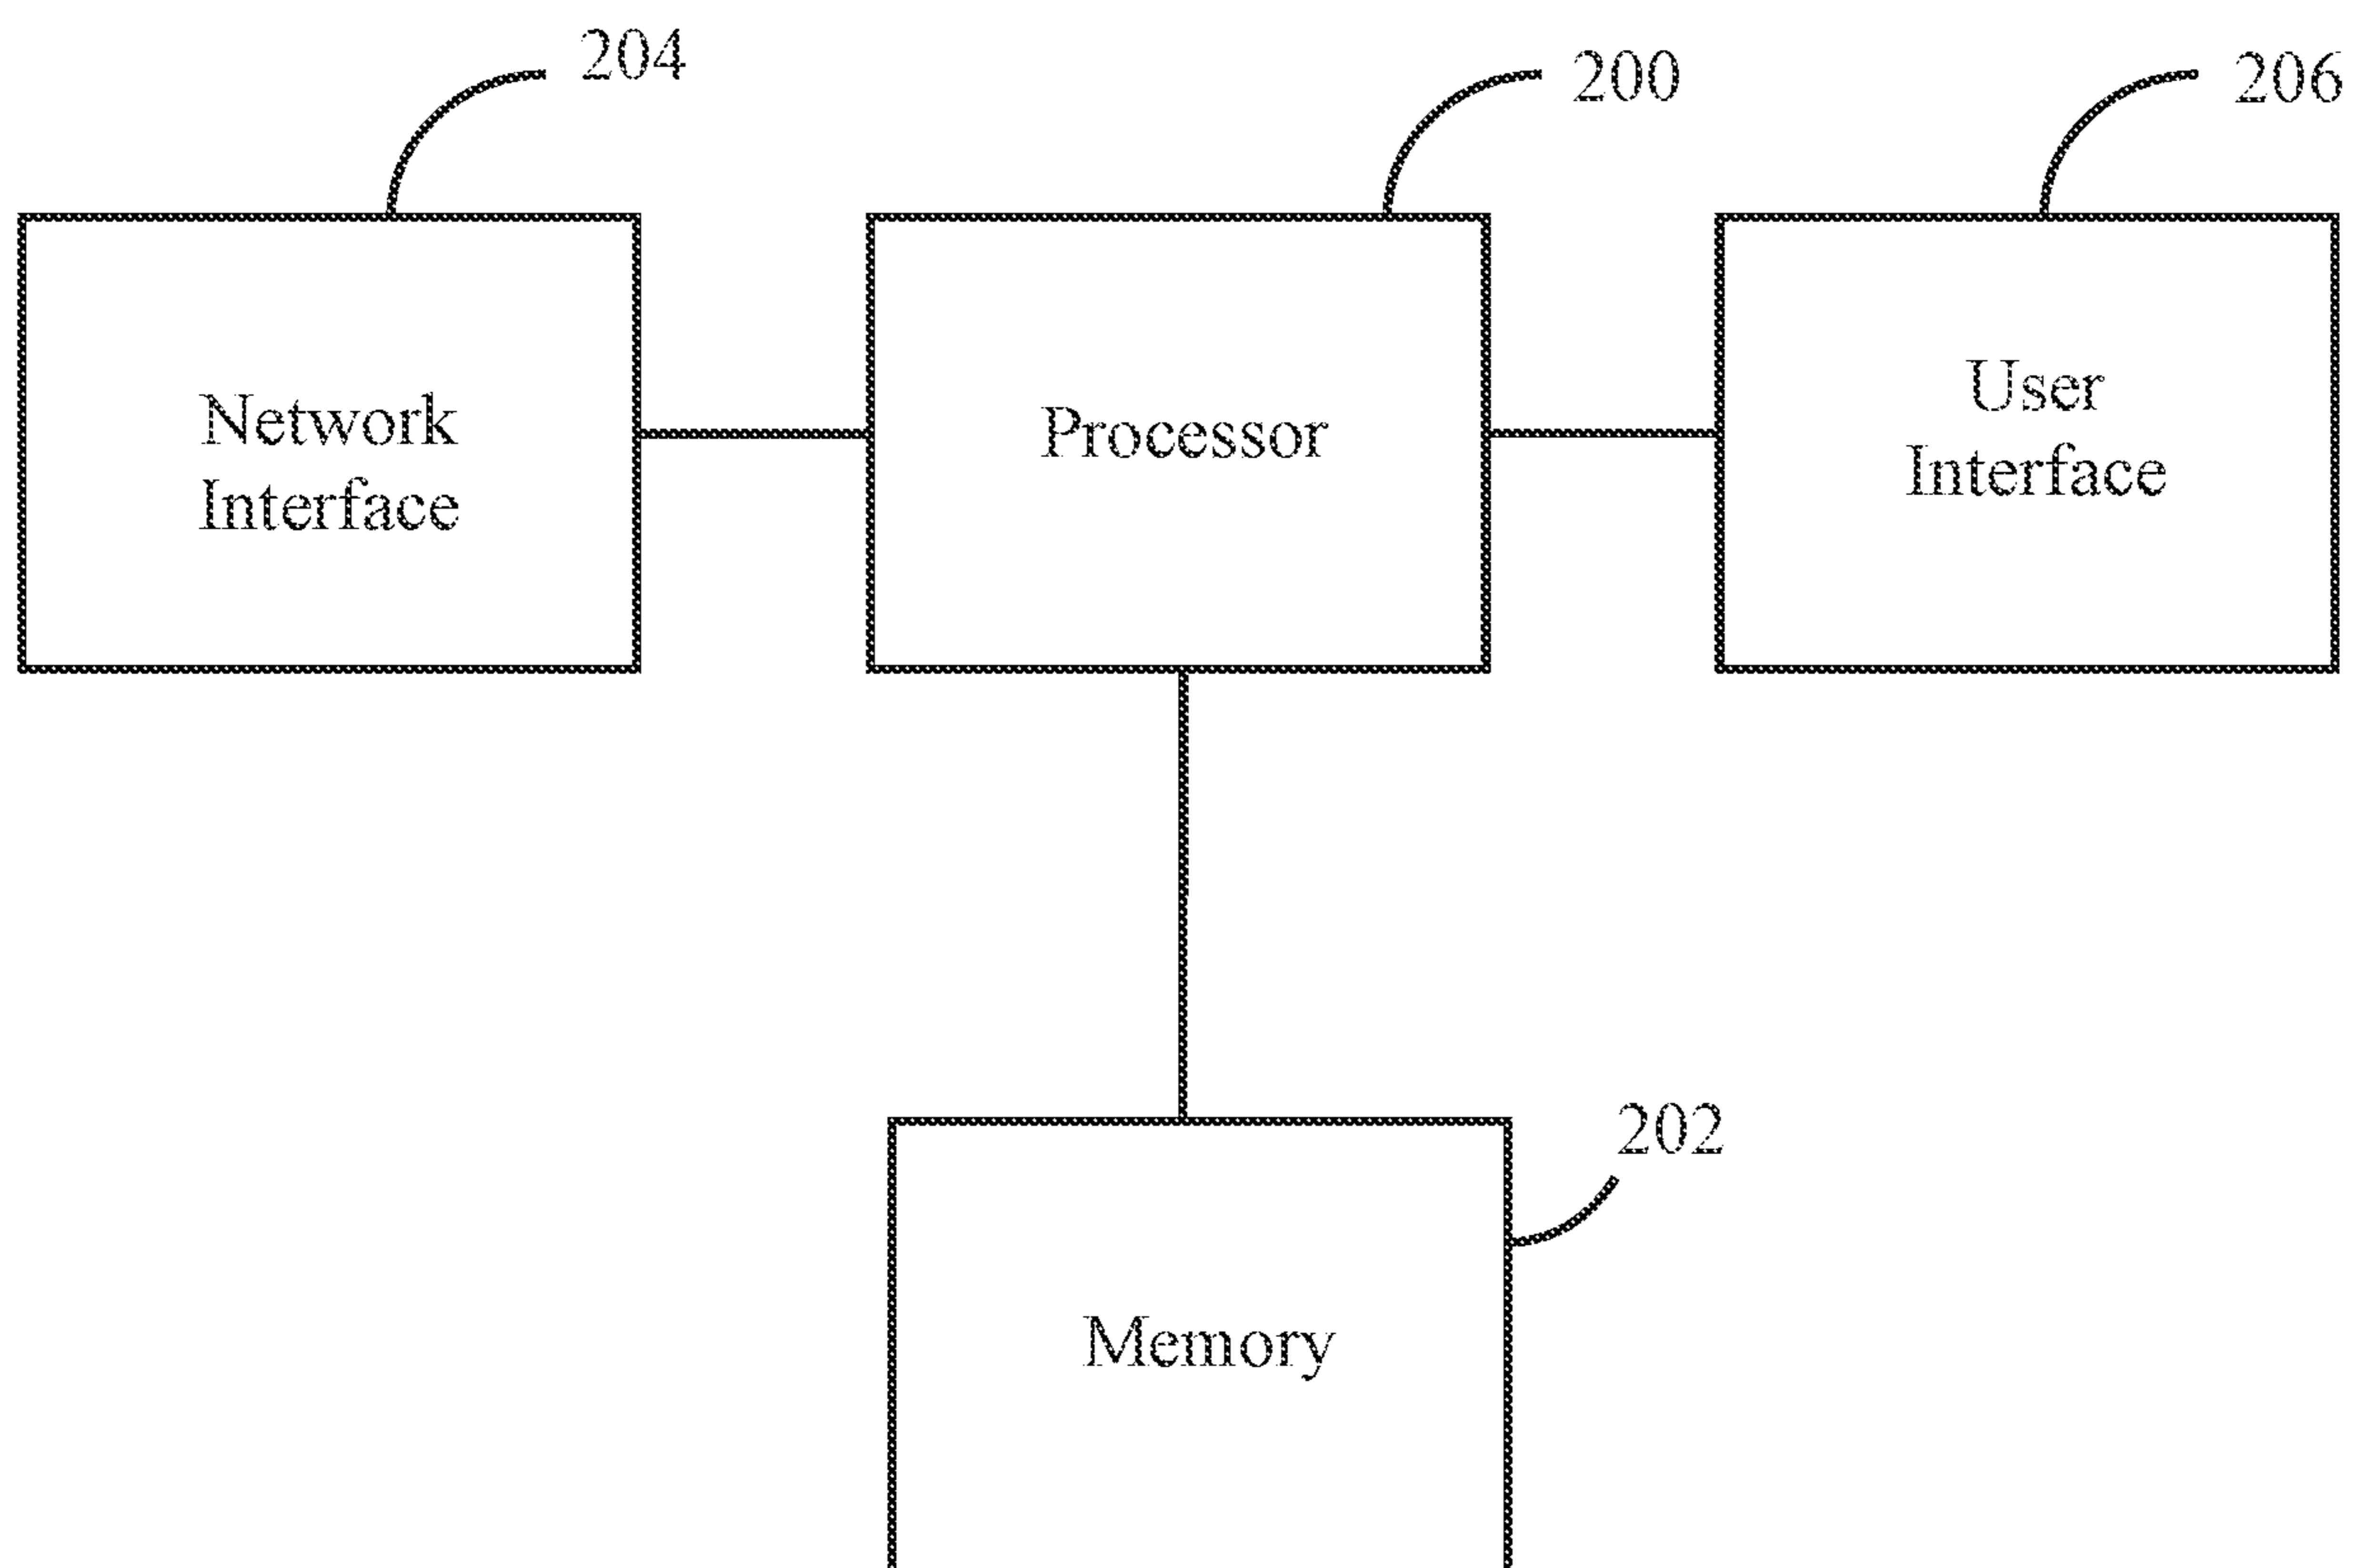 204
200
206
Network
Interface
Processor
User
Interface
202
Memory